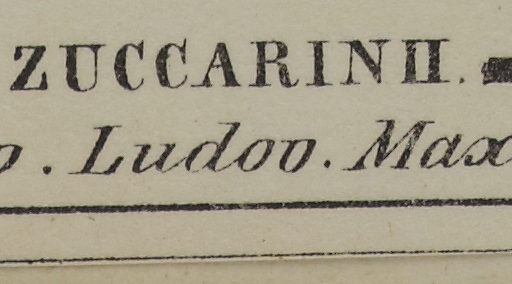 ZUCCARINII.
o. Ludov. Max